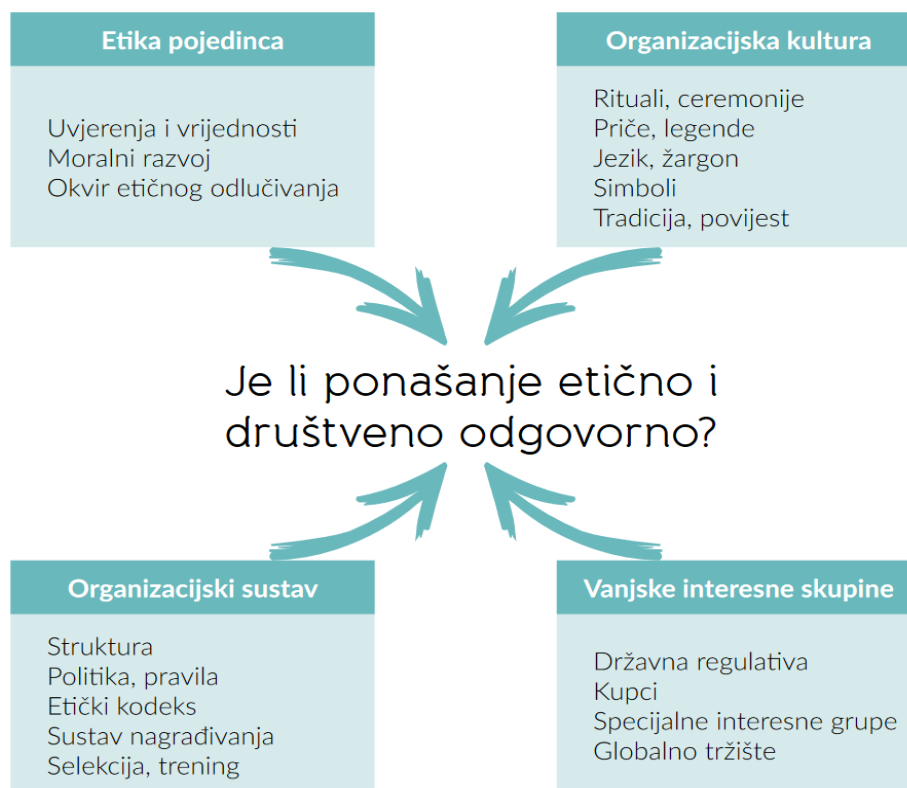 Etika pojedinca
Uvjerenja i vrijednosti
Moralni razvoj
Okvir etičnog odlučivanja
Organizacijska kultura
Rituali, ceremonije
Priče, legende
Jezik, žargon
Simboli
Tradicija, povijest
Je li ponašanje etično i
društveno odgovorno?
Organizacijski sustav
Struktura
Politika, pravila
Etički kodeks
Sustav nagrađivanja
Selekcija, trening
Vanjske interesne skupine
Državna regulativa
Kupci
Specijalne interesne grupe
Globalno tržište